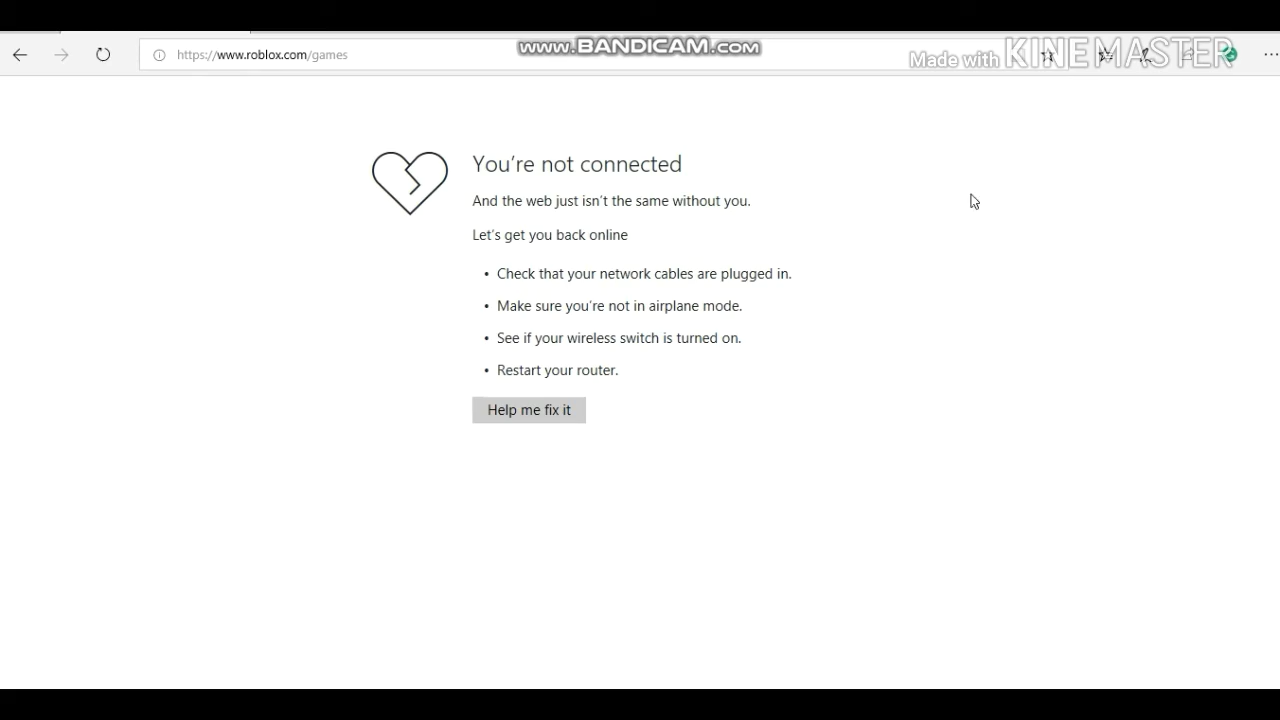 www.BANDICAM.com
https://www.roblox.com/games
Made with KINEMASTER
You're not connected
And the web just isn't the same without you.
Let's get you back online
• Check that your network cables are plugged in.
• Make sure you're not in airplane mode.
• See if your wireless switch is turned on.
• Restart your router.
Help me fix it